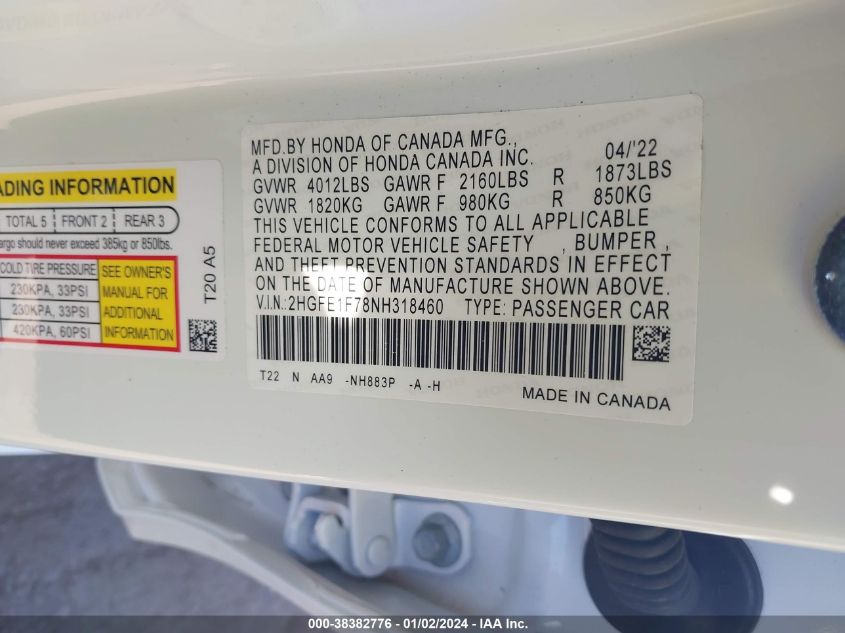 MFD.BY HONDA OF CANADA MFG.,
A DIVISION OF HONDA CANADA INC. 04/'22
GVWR 4012LBS GAWR F 2160LBS R 1873LBS
GVWR 1820KG GAWR F 980KG R 850KG
THIS VEHICLE CONFORMS TO ALL APPLICABLE
FEDERAL MOTOR VEHICLE SAFETY , BUMPER ,
AND THEFT PREVENTION STANDARDS IN EFFECT
ON THE DATE OF MANUFACTURE SHOWN ABOVE.
V.I.N:2HGFE1F78NH318460 TYPE: PASSENGER CAR
T22 N AA9 -NH883P -A -H
MADE IN CANADA
INFORMATION
TOTAL 5 FRONT 2 REAR 3
should never exceed 385kg or 850lbs.
COLD TIRE PRESSURE
230KPA, 33PSI
230KPA, 33PSI
420KPA, 60PSI
SEE OWNER'S
MANUAL FOR
ADDITIONAL
INFORMATION
T20 A5
000-38382776 - 01/02/2024 - IAA Inc.